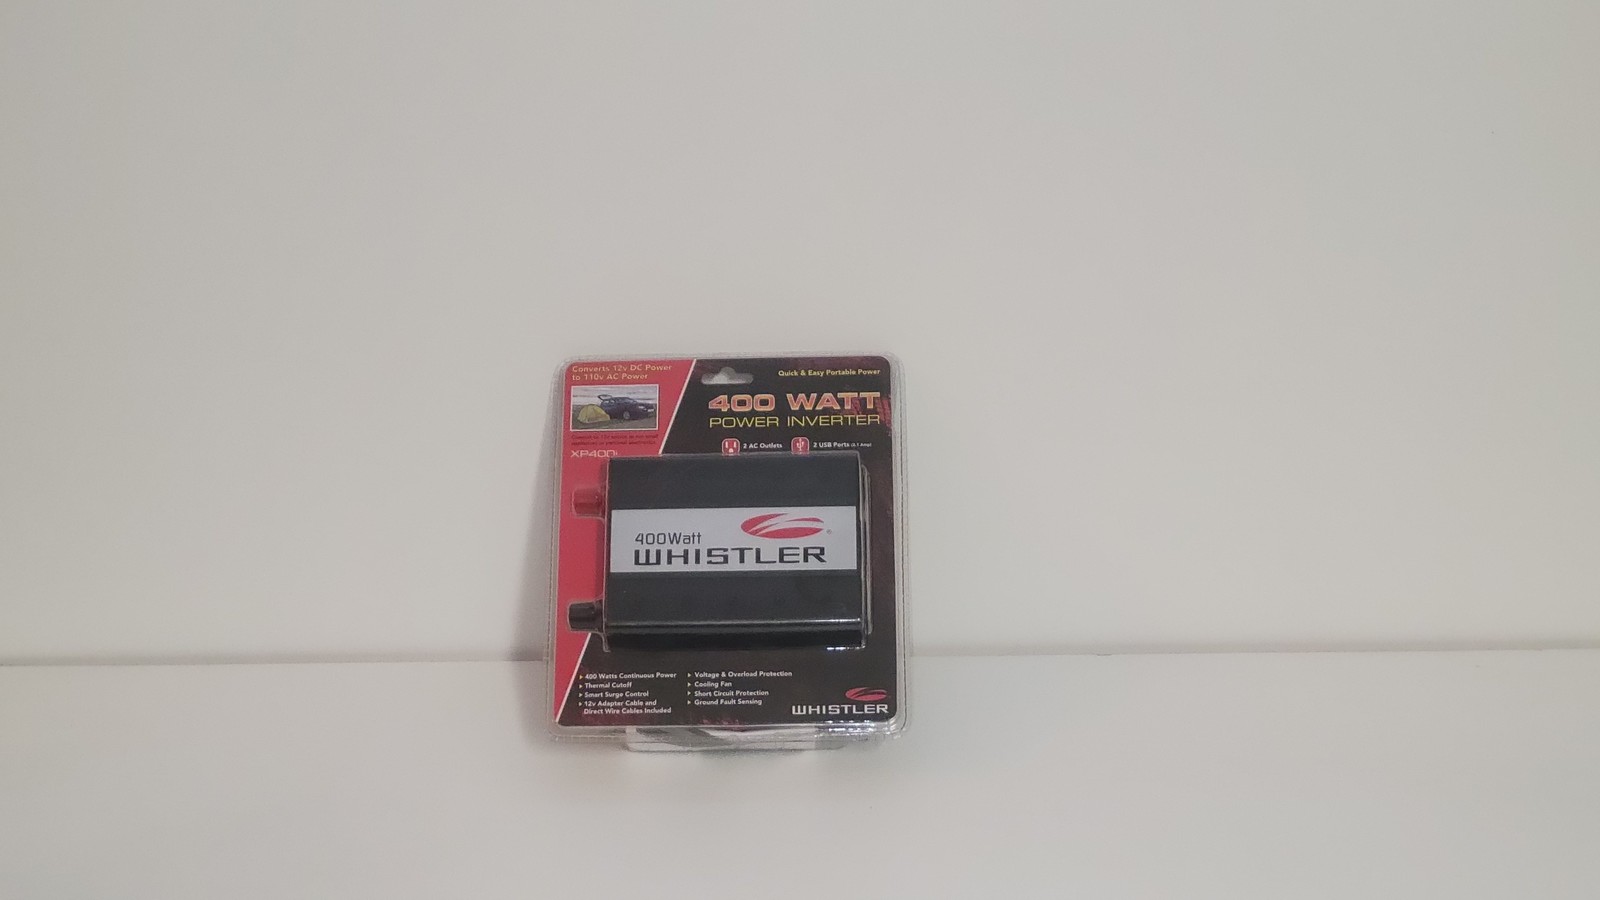 Converts 12v DC Power
to 110v AC Power
Quick & Easy Portable Power
400 WATT
POWER INVERTER
2 AC Outlets
2 USB Ports
XP400i
400Watt
WHISTLER
400 Watts Continuous Power
Thermal Cutoff
Smart Surge Control
12v Adapter Cable and
Direct Wire Cables Included
Voltage & Overload Protection
Cooling Fan
Short Circuit Protection
Ground Fault Sensing
WHISTLER